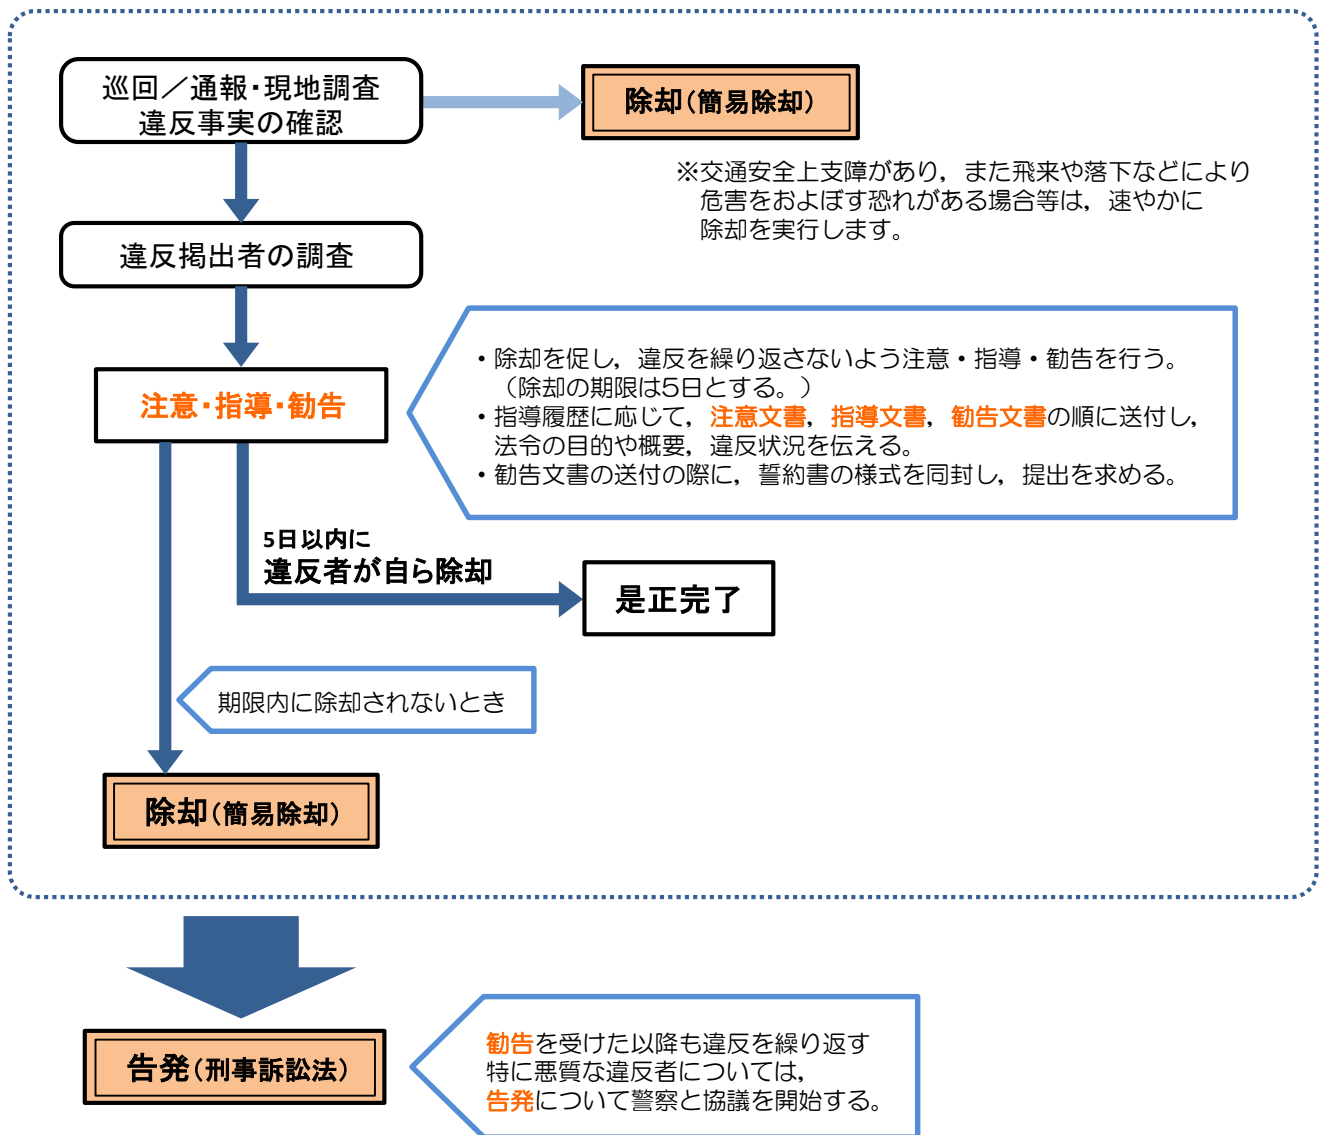 巡回／通報・現地調査
違反事実の確認
除却（簡易除却）
※交通安全上支障があり，また飛来や落下などにより
危害をおよぼす恐れがある場合等は，速やかに
除却を実行します。
違反掲出者の調査
注意・指導・勧告
・除却を促し，違反を繰り返さないよう注意・指導・勧告を行う。
（除却の期限は5日とする。）
・指導履歴に応じて，注意文書，指導文書，勧告文書の順に送付し，
法令の目的や概要，違反状況を伝える。
・勧告文書の送付の際に，誓約書の様式を同封し，提出を求める。
5日以内に
違反者が自ら除却
是正完了
期限内に除却されないとき
除却（簡易除却）
告発（刑事訴訟法）
勧告を受けた以降も違反を繰り返す
特に悪質な違反者については，
告発について警察と協議を開始する。